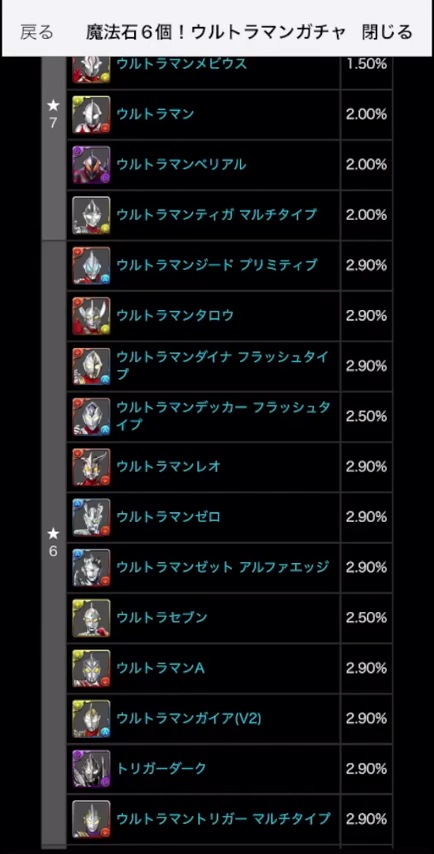 戻る 魔法石6個！ウルトラマンガチャ 閉じる
ウルトラマンメビウス 1.50%
★7
ウルトラマン 2.00%
ウルトラマンベリアル 2.00%
ウルトラマンティガ マルチタイプ 2.00%
ウルトラマンジード プリミティブ 2.90%
ウルトラマンタロウ 2.90%
ウルトラマンダイナ フラッシュタイ
プ 2.90%
ウルトラマンデッカー フラッシュタ
イプ 2.50%
ウルトラマンレオ 2.90%
ウルトラマンゼロ 2.90%
★6
ウルトラマンゼット アルファエッジ 2.90%
ウルトラセブン 2.50%
ウルトラマンA 2.90%
ウルトラマンガイア(V2) 2.90%
トリガーダーク 2.90%
ウルトラマントリガー マルチタイプ 2.90%